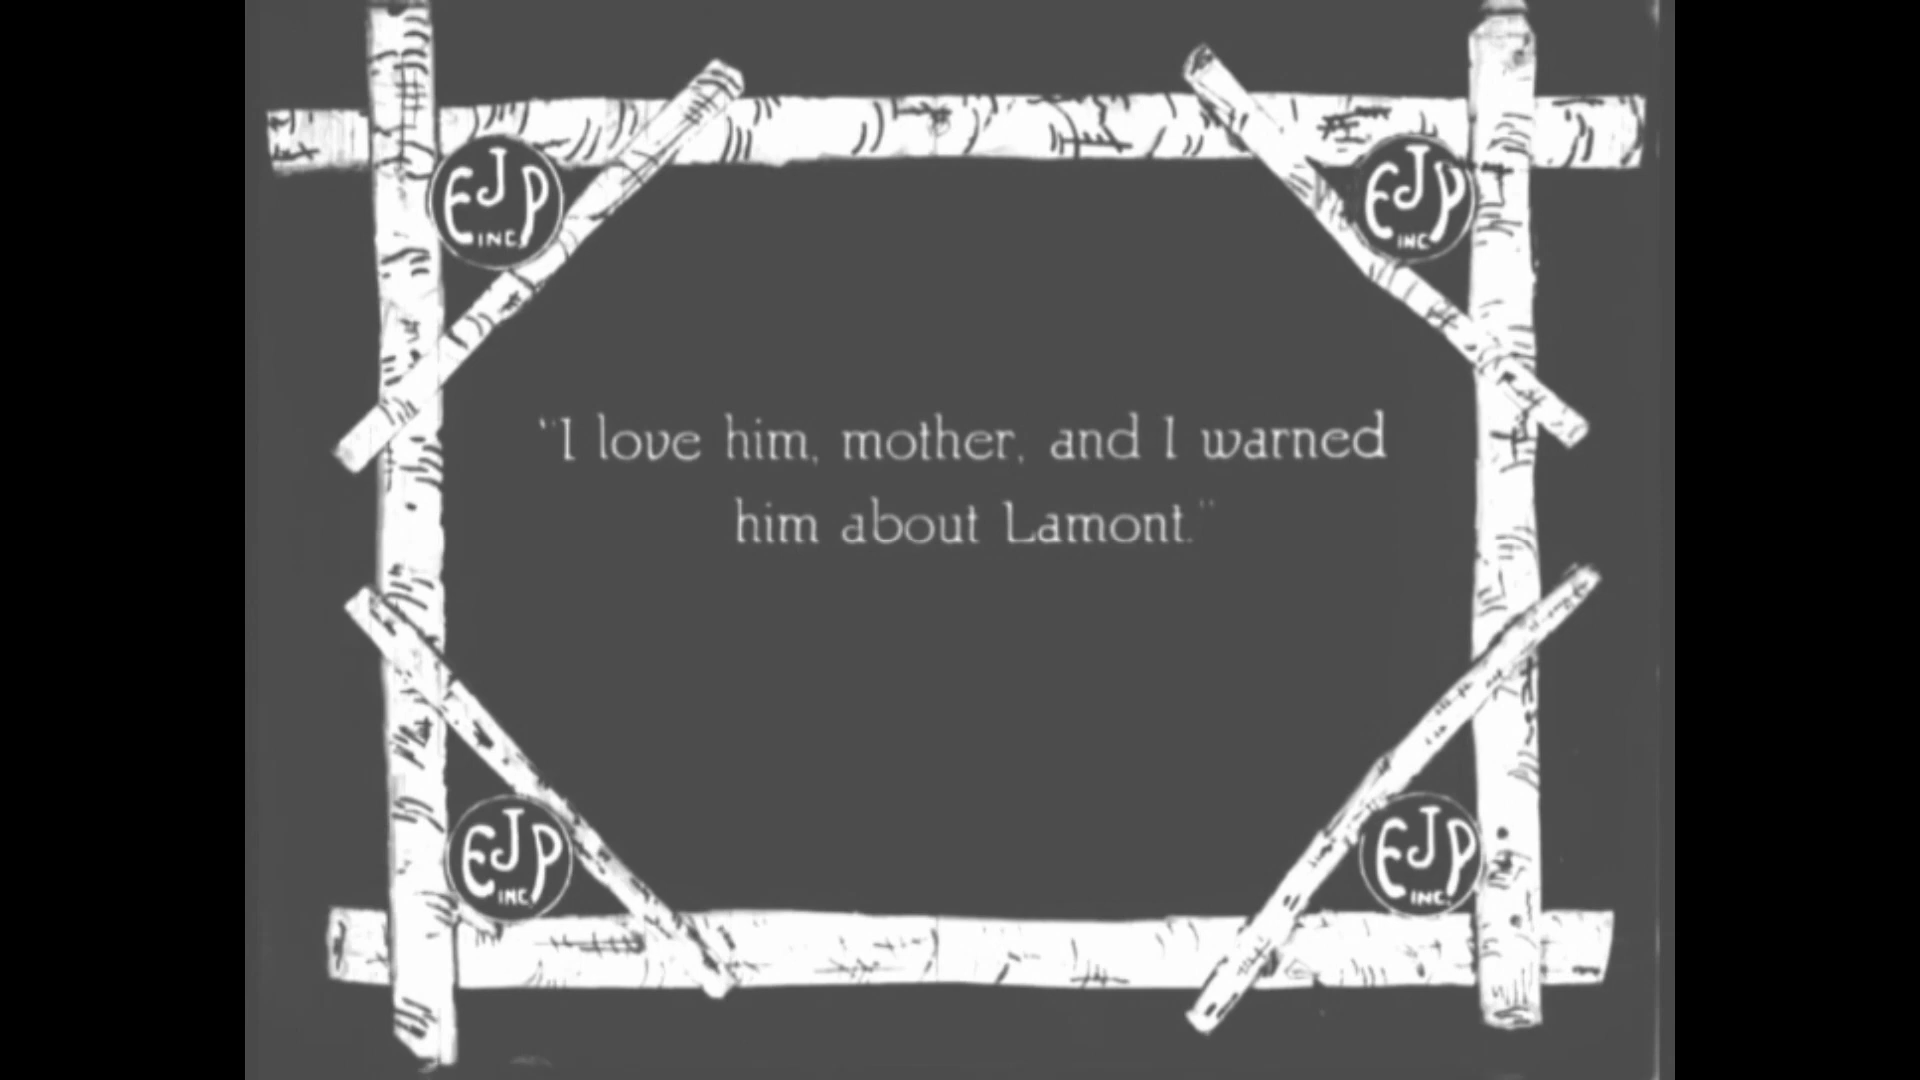 EJP
INC.
EJP
INC
"I love him, mother, and I warned
him about Lamont."
EJP
INC.
EJP
INC.